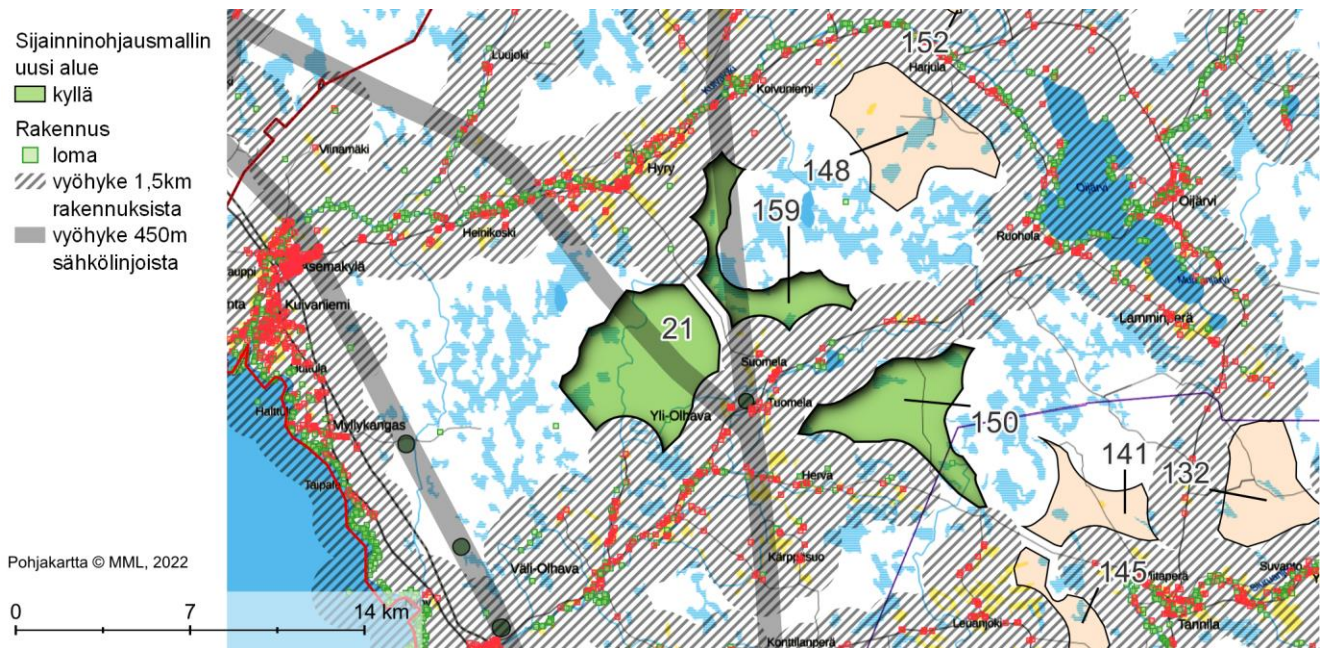 Sijainninohjausmallin
uusi alue
kyllä
Rakennus
loma
vyöhyke 1,5km
rakennuksista
vyöhyke 450m
sähkölinjoista
Pohjakartta © MML, 2022
0 7 14 km
152
Harjula
Luujoki
Koivuniemi
Viinamäki
148
Hyry
Oijärvi
Oijärvi
159
Heinikoski
Ruohola
Asemakylä
Kuivaniemi
21
Suomela
Yli-Olhava
Tuomela
Myllykangas
150
141
132
Taipale
Herva
Väli-Olhava
Kärppäsuo
145
Suvanto
Leuanjoki
Tannila
Konttilanperä